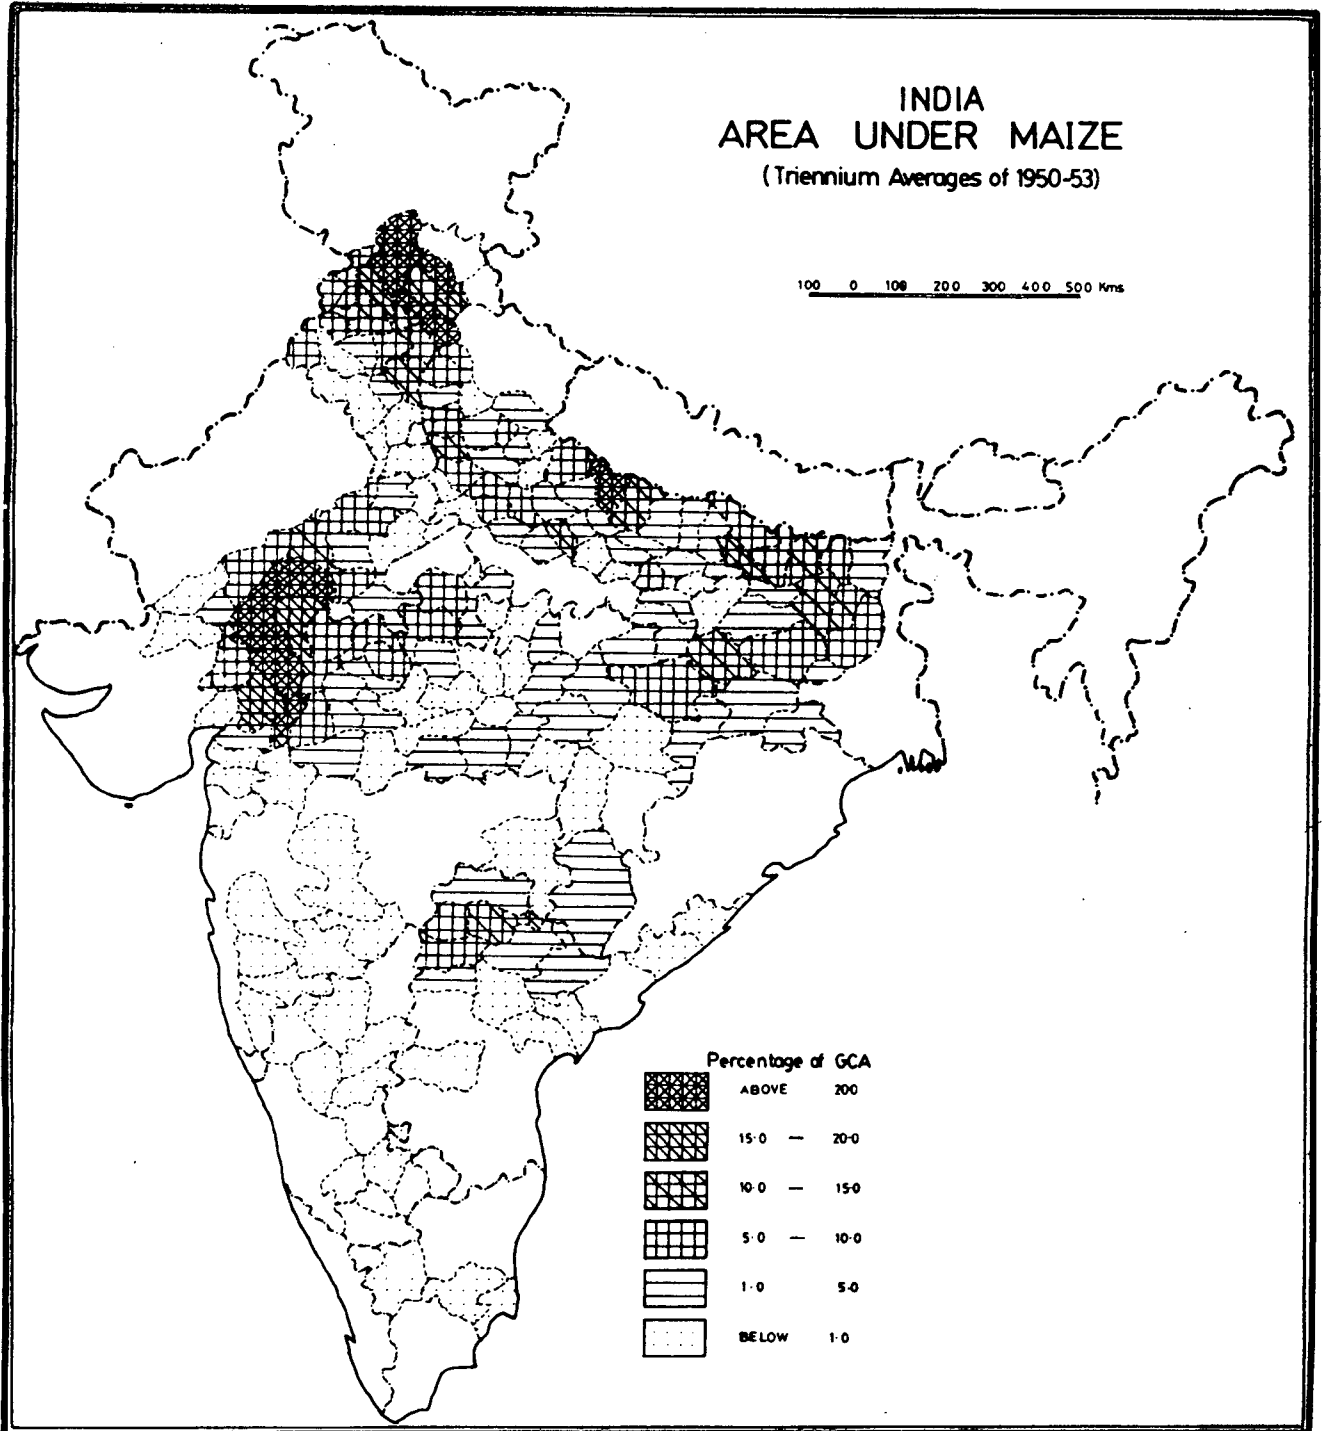 INDIA
AREA UNDER MAIZE
(Triennium Averages of 1950-53)
100 0 100 200 300 400 500 Kms
Percentage of GCA
ABOVE 200
15·0 — 20·0
10·0 — 15·0
5·0 — 10·0
1·0 5·0
BELOW 1·0